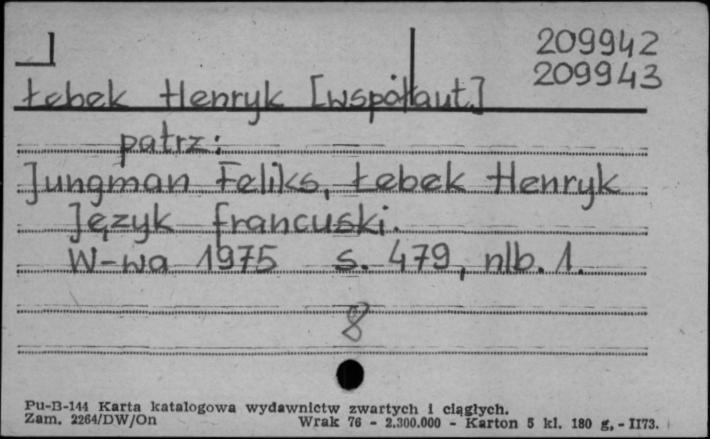 209942
209943
Łebek Henryk [współaut.]
patrz:
Jungman Feliks, Łebek Henryk
Język francuski.
W-wa 1975 s. 479, nlb. 1.
8
Pu-B-144 Karta katalogowa wydawnictw zwartych i ciągłych.
Zam. 2264/DW/On Wrak 76 - 2.300.000 - Karton 5 kl. 180 g, - II73.